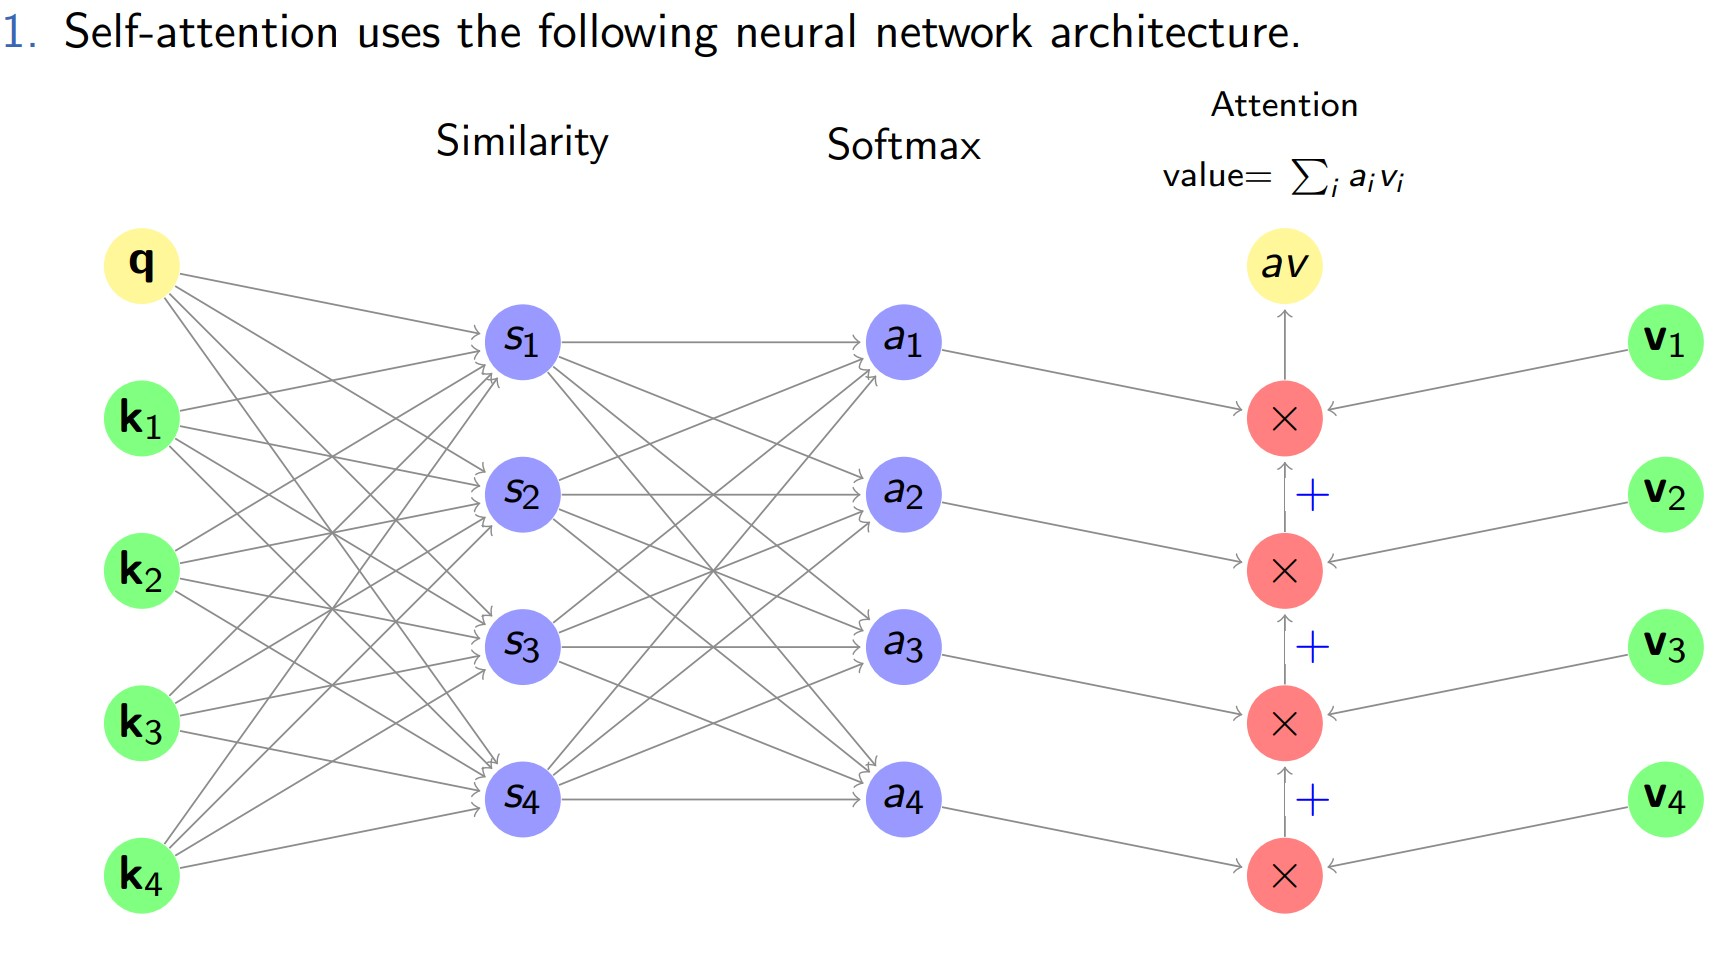 1. Self-attention uses the following neural network architecture.
Attention
Similarity
Softmax
value= ∑ᵢ aᵢvᵢ
q
av
s₁
a₁
v₁
k₁
×
s₂
a₂
+
v₂
k₂
×
s₃
a₃
+
v₃
k₃
×
s₄
a₄
+
v₄
k₄
×